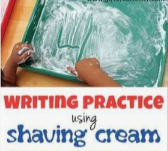 WRITING PRACTICE
using
shaving cream